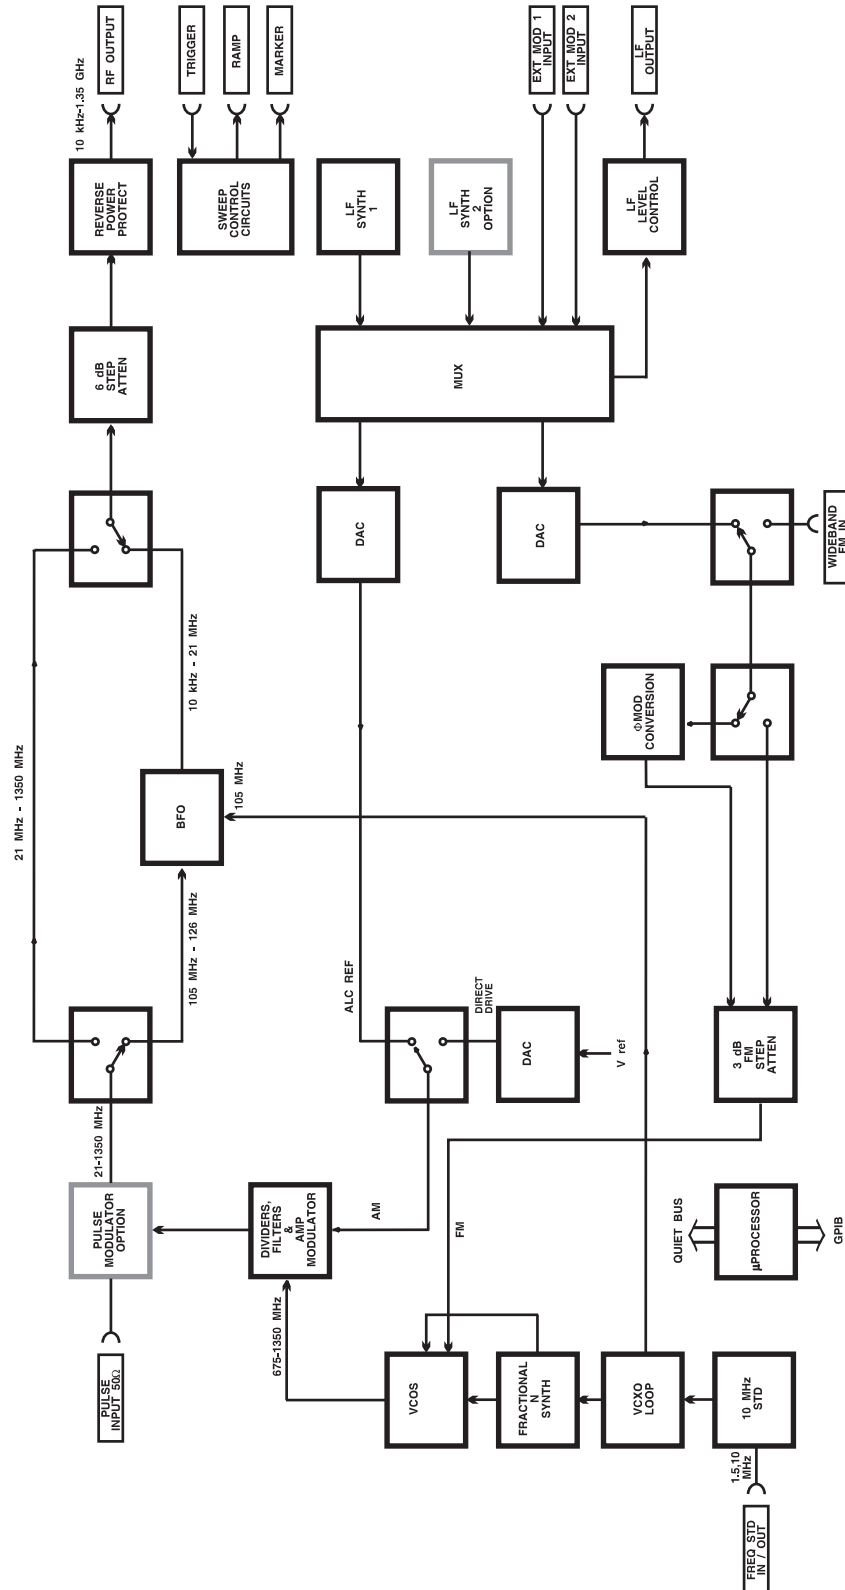 PULSE
INPUT 50Ω
PULSE
MODULATOR
OPTION
21-1350 MHz
21 MHz - 1350 MHz
105 MHz - 126 MHz
BFO
105 MHz
10 kHz - 21 MHz
6 dB
STEP
ATTEN
REVERSE
POWER
PROTECT
10 kHz-1.35 GHz
RF OUTPUT
TRIGGER
RAMP
MARKER
SWEEP
CONTROL
CIRCUITS
675-1350 MHz
DIVIDERS,
FILTERS
&
AMP
MODULATOR
AM
ALC REF
DIRECT
DRIVE
DAC
V ref
DAC
DAC
LF
SYNTH
1
LF
SYNTH
2
OPTION
MUX
EXT MOD 1
INPUT
EXT MOD 2
INPUT
LF
OUTPUT
LF
LEVEL
CONTROL
VCOS
FM
FRACTIONAL
N
SYNTH
VCXO
LOOP
10 MHz
STD
1.5,10
MHz
FREQ STD
IN / OUT
QUIET BUS
µPROCESSOR
GPIB
3 dB
FM
STEP
ATTEN
ΦMOD
CONVERSION
WIDEBAND
FM IN